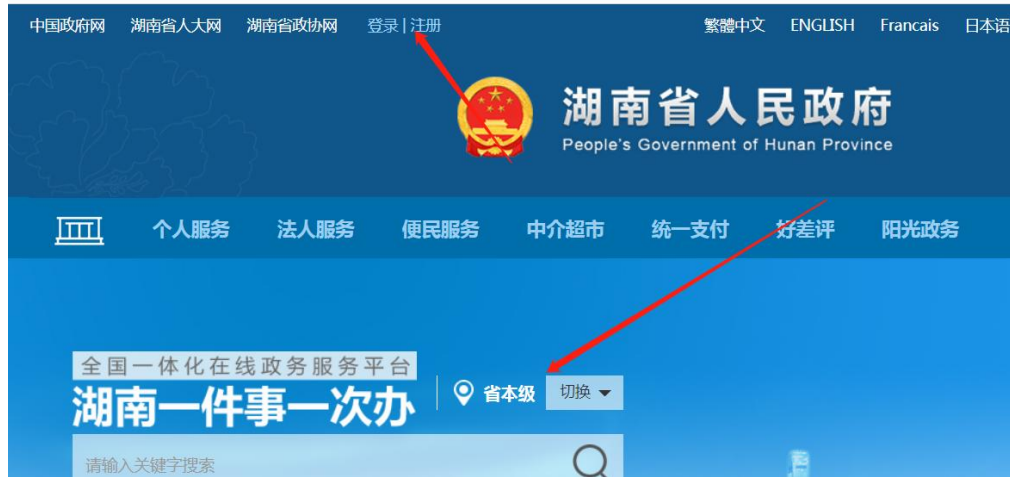 中国政府网 湖南省人大网 湖南省政协网 登录 | 注册 繁體中文 ENGLISH Francais 日本语
湖南省人民政府
People's Government of Hunan Province
个人服务 法人服务 便民服务 中介超市 统一支付 好差评 阳光政务
全国一体化在线政务服务平台
湖南一件事一次办
省本级 切换
请输入关键字搜索